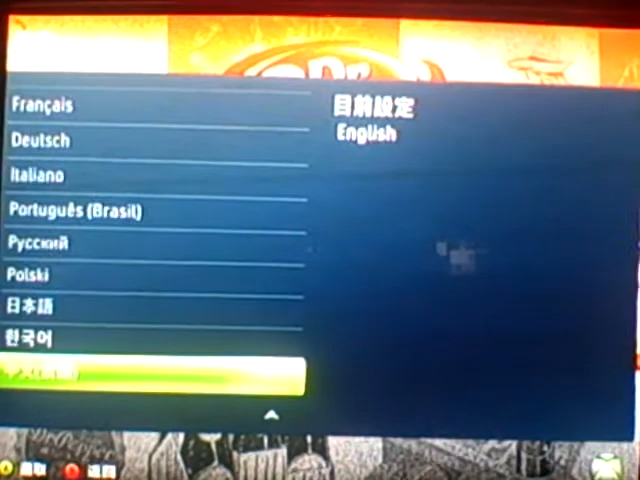 Français
Deutsch
Italiano
Português (Brasil)
Русский
Polski
日本語
한국어
目前設定
English